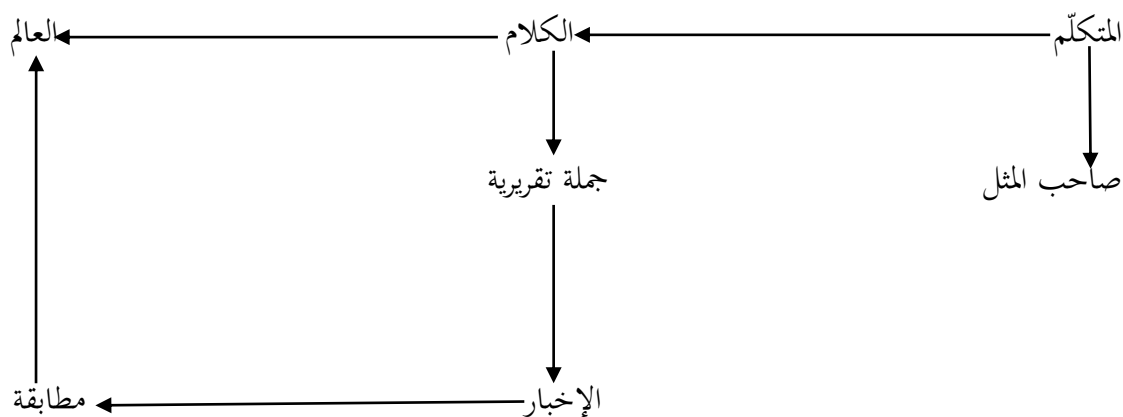 المتكلّم الكلام العالم
صاحب المثل جملة تقريرية
الإخبار مطابقة